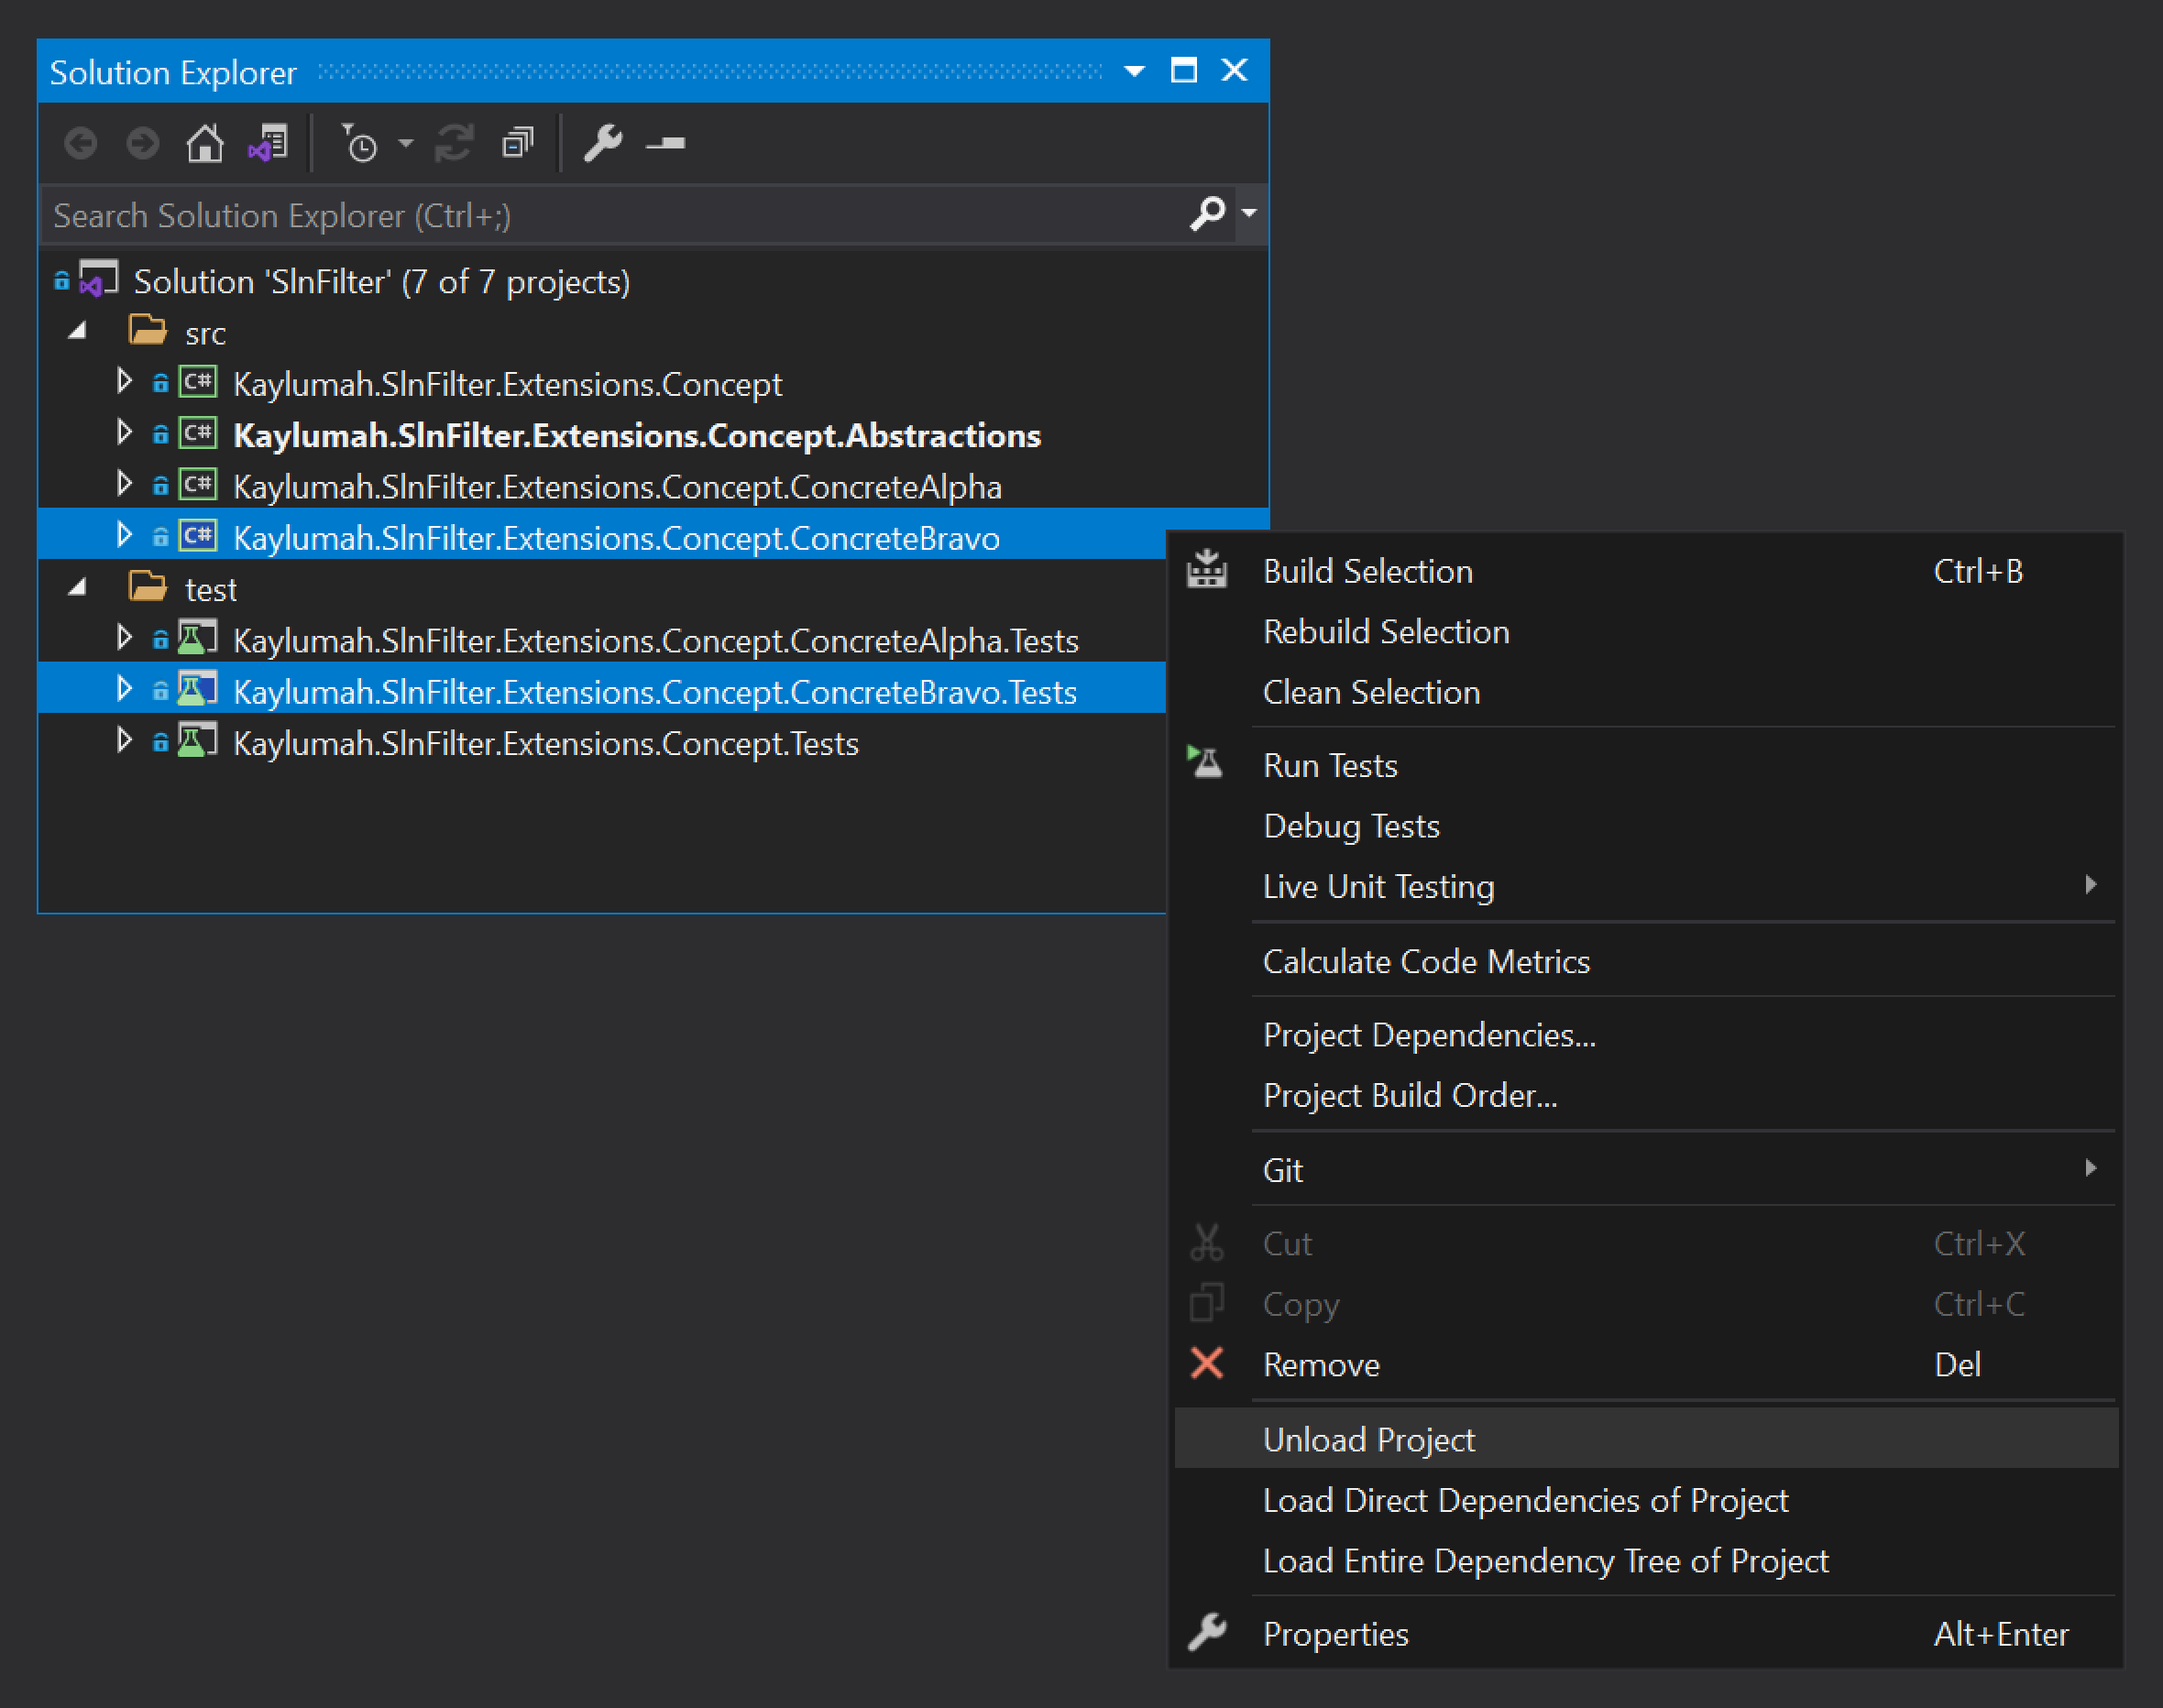 Solution Explorer
Search Solution Explorer (Ctrl+;)
Solution 'SlnFilter' (7 of 7 projects)
src
C# Kaylumah.SlnFilter.Extensions.Concept
C# Kaylumah.SlnFilter.Extensions.Concept.Abstractions
C# Kaylumah.SlnFilter.Extensions.Concept.ConcreteAlpha
C# Kaylumah.SlnFilter.Extensions.Concept.ConcreteBravo
test
Kaylumah.SlnFilter.Extensions.Concept.ConcreteAlpha.Tests
Kaylumah.SlnFilter.Extensions.Concept.ConcreteBravo.Tests
Kaylumah.SlnFilter.Extensions.Concept.Tests
Build Selection Ctrl+B
Rebuild Selection
Clean Selection
Run Tests
Debug Tests
Live Unit Testing
Calculate Code Metrics
Project Dependencies...
Project Build Order...
Git
Cut Ctrl+X
Copy Ctrl+C
Remove Del
Unload Project
Load Direct Dependencies of Project
Load Entire Dependency Tree of Project
Properties Alt+Enter